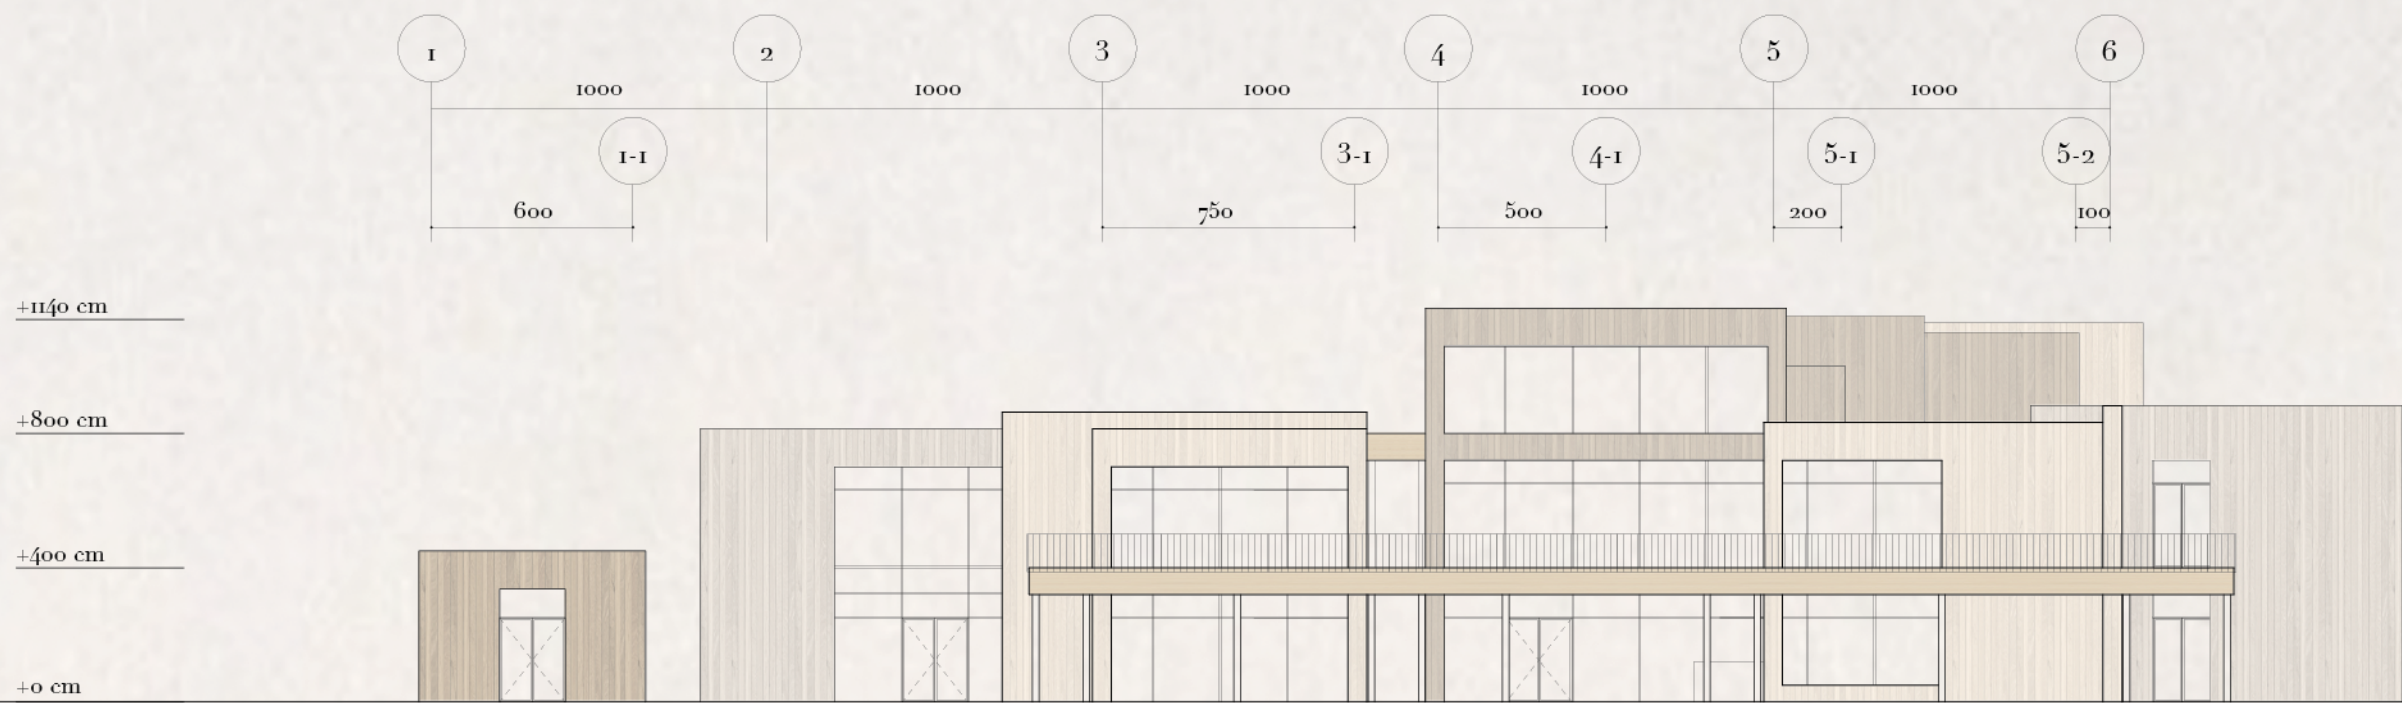 1 2 3 4 5 6
1000 1000 1000 1000 1000
1-1 3-1 4-1 5-1 5-2
600 750 500 200 100
+1140 cm
+800 cm
+400 cm
+0 cm